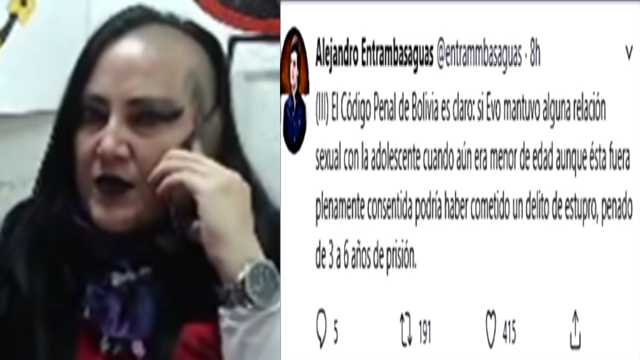 Alejandro Entrambasaguas @entrammbasaguas · 8h
(III) El Código Penal de Bolivia es claro: si Evo mantuvo alguna relación
sexual con la adolescente cuando aún era menor de edad aunque ésta fuera
plenamente consentida podría haber cometido un delito de estupro, penado
de 3 a 6 años de prisión.
5 191 415